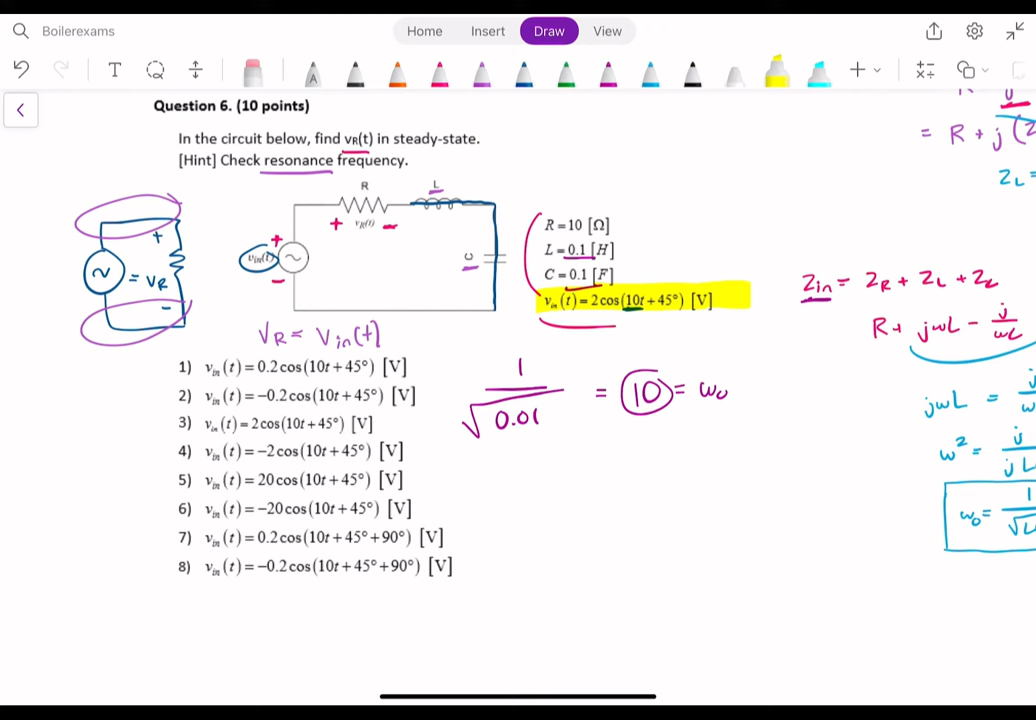 Boilerexams
Home Insert Draw View
Question 6. (10 points)
In the circuit below, find vR(t) in steady-state.
[Hint] Check resonance frequency.
R
L
+ vR(t) −
+
vin(t)
−
C
+
= VR
−
R = 10 [Ω]
L = 0.1 [H]
C = 0.1 [F]
vin(t) = 2cos(10t + 45°) [V]
VR = Vin(t)
1) vin(t) = 0.2cos(10t + 45°) [V]
2) vin(t) = −0.2cos(10t + 45°) [V]
3) vin(t) = 2cos(10t + 45°) [V]
4) vin(t) = −2cos(10t + 45°) [V]
5) vin(t) = 20cos(10t + 45°) [V]
6) vin(t) = −20cos(10t + 45°) [V]
7) vin(t) = 0.2cos(10t + 45° + 90°) [V]
8) vin(t) = −0.2cos(10t + 45° + 90°) [V]
1
√0.01 = 10 = ω0
= R + j(2
ZL =
Zin = ZR + ZL + Zc
R + jωL − j/ωC
jωL = j
ω
ω² = j
jL
ω0 = 1
√L